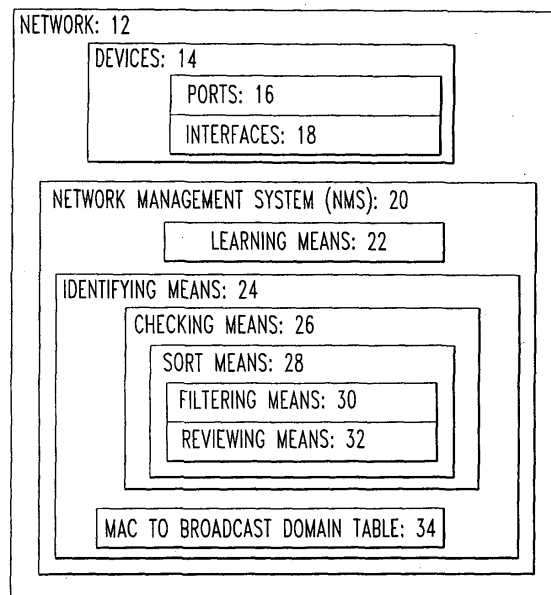 NETWORK: 12
DEVICES: 14
PORTS: 16
INTERFACES: 18
NETWORK MANAGEMENT SYSTEM (NMS): 20
LEARNING MEANS: 22
IDENTIFYING MEANS: 24
CHECKING MEANS: 26
SORT MEANS: 28
FILTERING MEANS: 30
REVIEWING MEANS: 32
MAC TO BROADCAST DOMAIN TABLE: 34